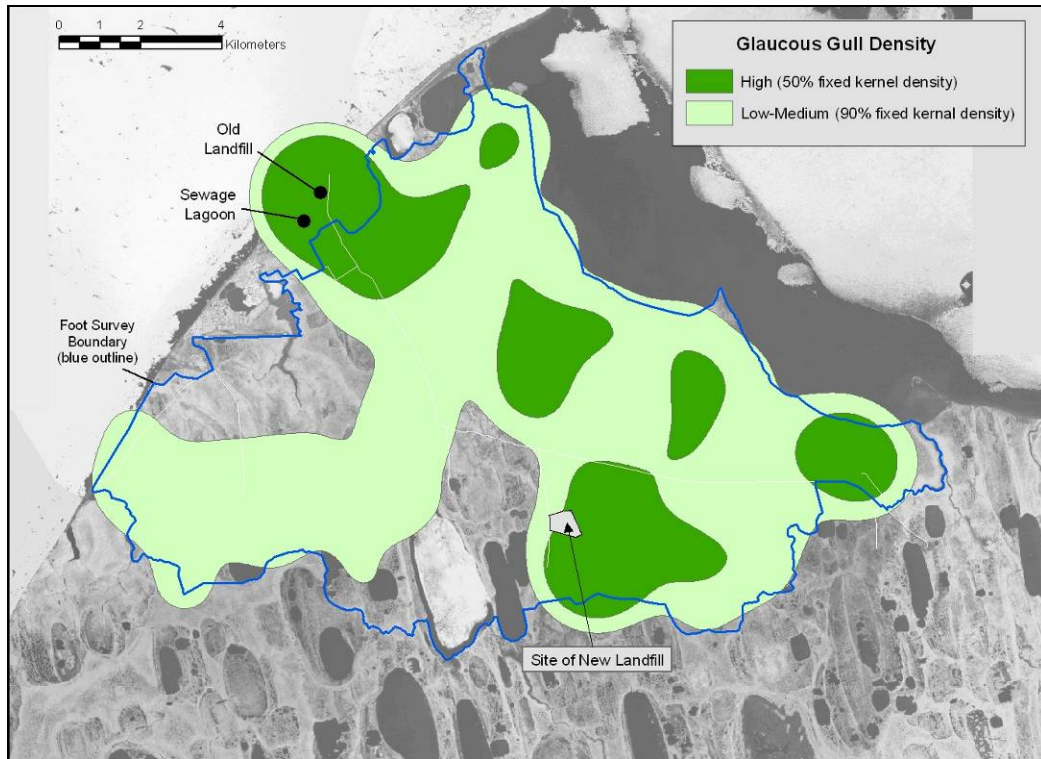 0 1 2 4
Kilometers
Glaucous Gull Density
High (50% fixed kernel density)
Low-Medium (90% fixed kernal density)
Old
Landfill
Sewage
Lagoon
Foot Survey
Boundary
(blue outline)
Site of New Landfill